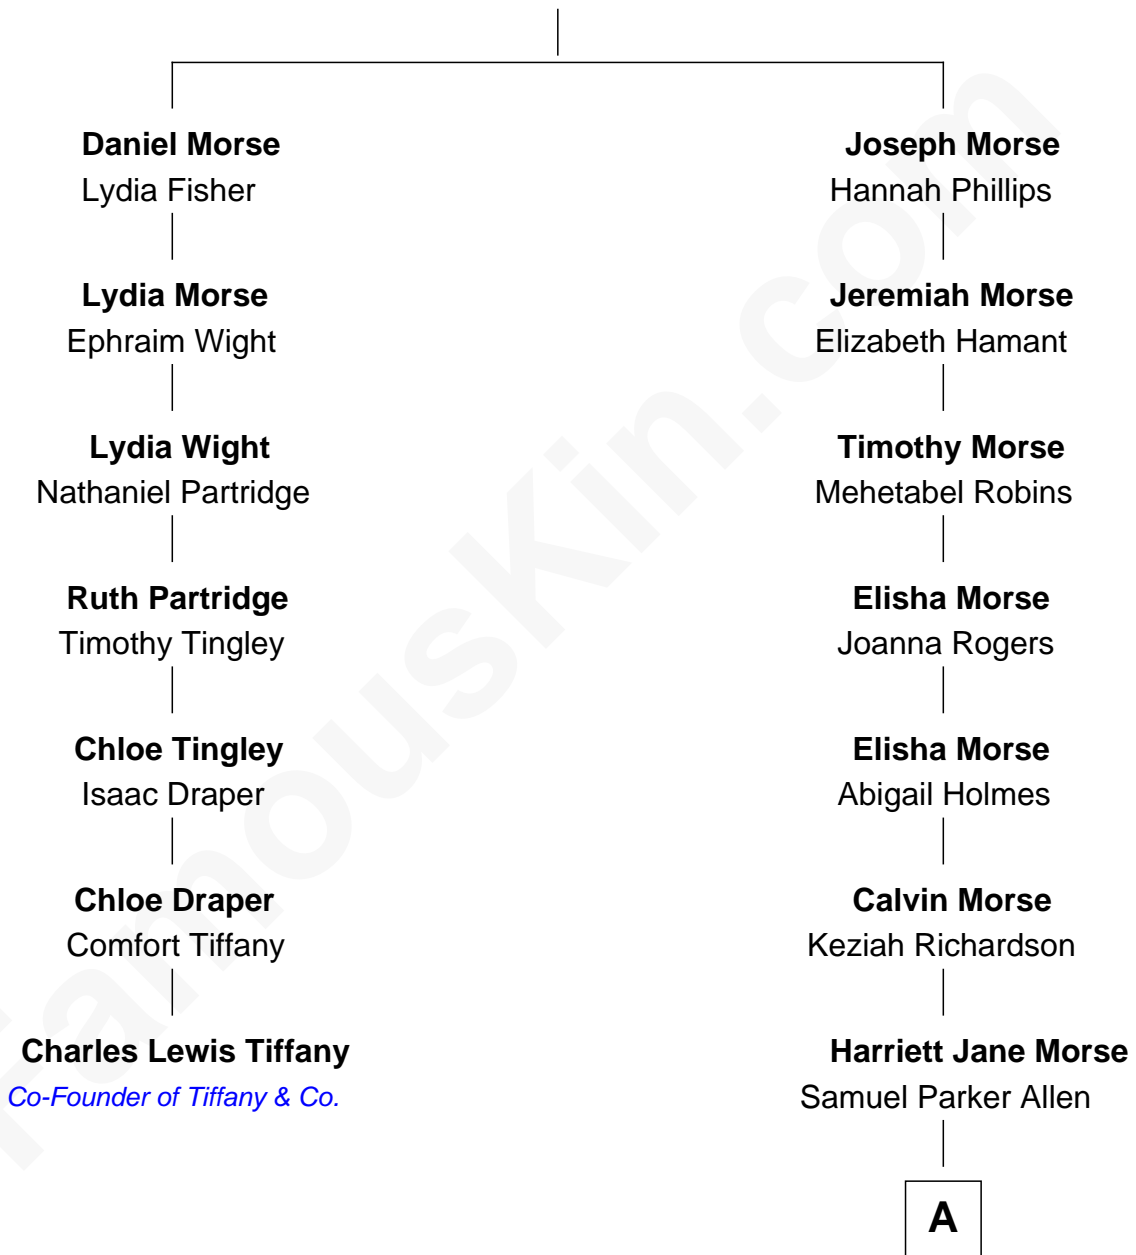 Daniel Morse
Lydia Fisher
Lydia Morse
Ephraim Wight
Lydia Wight
Nathaniel Partridge
Ruth Partridge
Timothy Tingley
Chloe Tingley
Isaac Draper
Chloe Draper
Comfort Tiffany
Charles Lewis Tiffany
Co-Founder of Tiffany & Co.
Joseph Morse
Hannah Phillips
Jeremiah Morse
Elizabeth Hamant
Timothy Morse
Mehetabel Robins
Elisha Morse
Joanna Rogers
Elisha Morse
Abigail Holmes
Calvin Morse
Keziah Richardson
Harriett Jane Morse
Samuel Parker Allen
A
FamousKin.com